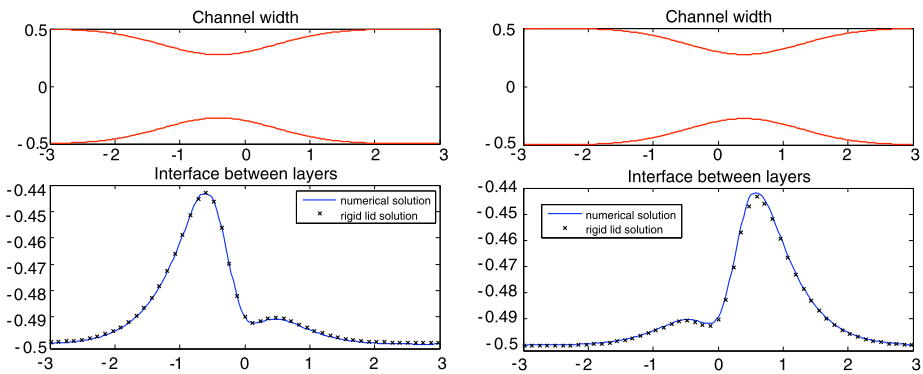 Channel width
0.5
0
-0.5
-3 -2 -1 0 1 2 3
Interface between layers
-0.44
-0.45
-0.46
-0.47
-0.48
-0.49
-0.5
numerical solution
rigid lid solution
-3 -2 -1 0 1 2 3
Channel width
0.5
0
-0.5
-3 -2 -1 0 1 2 3
Interface between layers
-0.44
-0.45
-0.46
-0.47
-0.48
-0.49
-0.5
numerical solution
rigid lid solution
-3 -2 -1 0 1 2 3